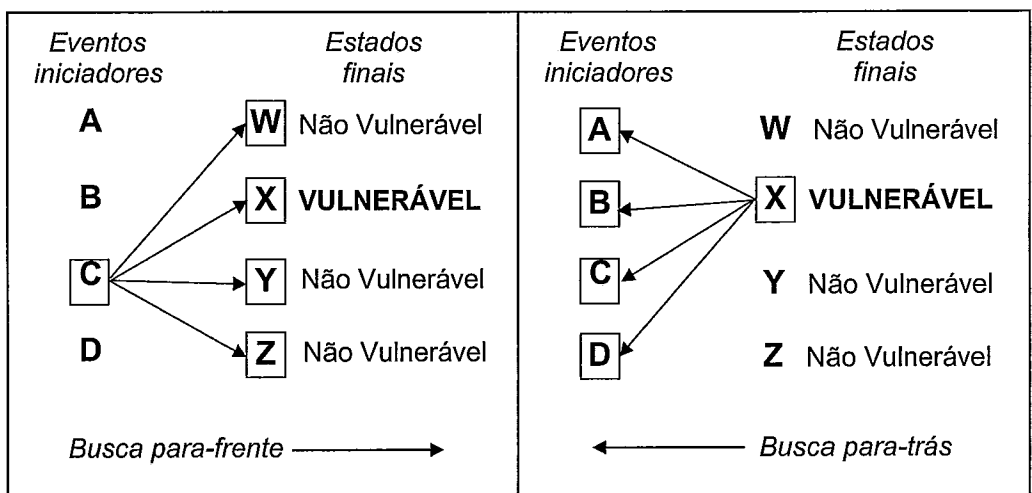 Eventos iniciadores
Estados finais
A
W Não Vulnerável
B
X VULNERÁVEL
C
Y Não Vulnerável
D
Z Não Vulnerável
Busca para-frente
Eventos iniciadores
Estados finais
A
W Não Vulnerável
B
X VULNERÁVEL
C
Y Não Vulnerável
D
Z Não Vulnerável
Busca para-trás